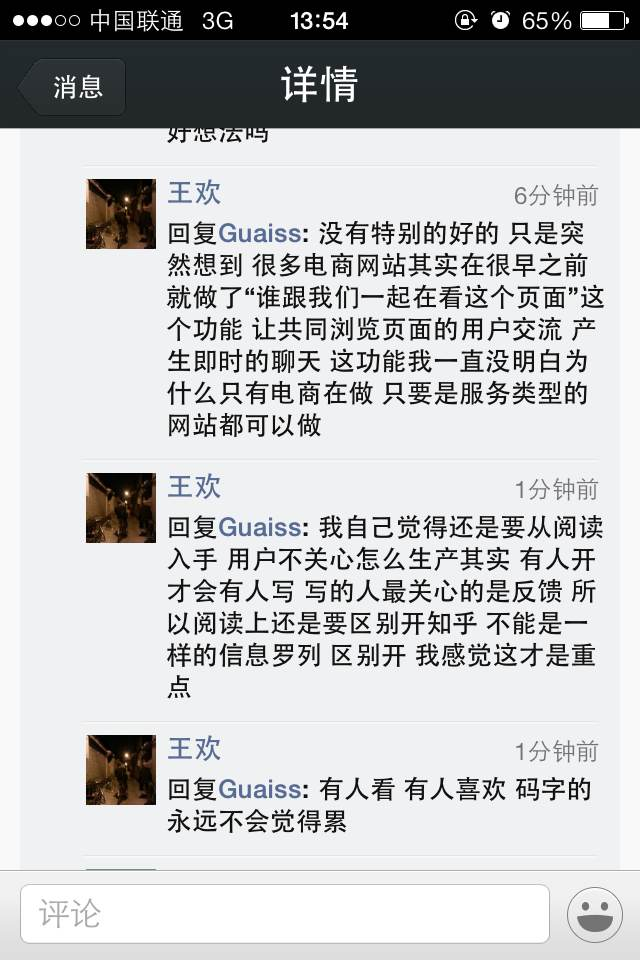 中国联通 3G 13:54 65%
消息 详情
好想法吗
王欢 6分钟前
回复Guaiss: 没有特别的好的 只是突
然想到 很多电商网站其实在很早之前
就做了“谁跟我们一起在看这个页面”这
个功能 让共同浏览页面的用户交流 产
生即时的聊天 这功能我一直没明白为
什么只有电商在做 只要是服务类型的
网站都可以做
王欢 1分钟前
回复Guaiss: 我自己觉得还是要从阅读
入手 用户不关心怎么生产其实 有人开
才会有人写 写的人最关心的是反馈 所
以阅读上还是要区别开知乎 不能是一
样的信息罗列 区别开 我感觉这才是重
点
王欢 1分钟前
回复Guaiss: 有人看 有人喜欢 码字的
永远不会觉得累
评论